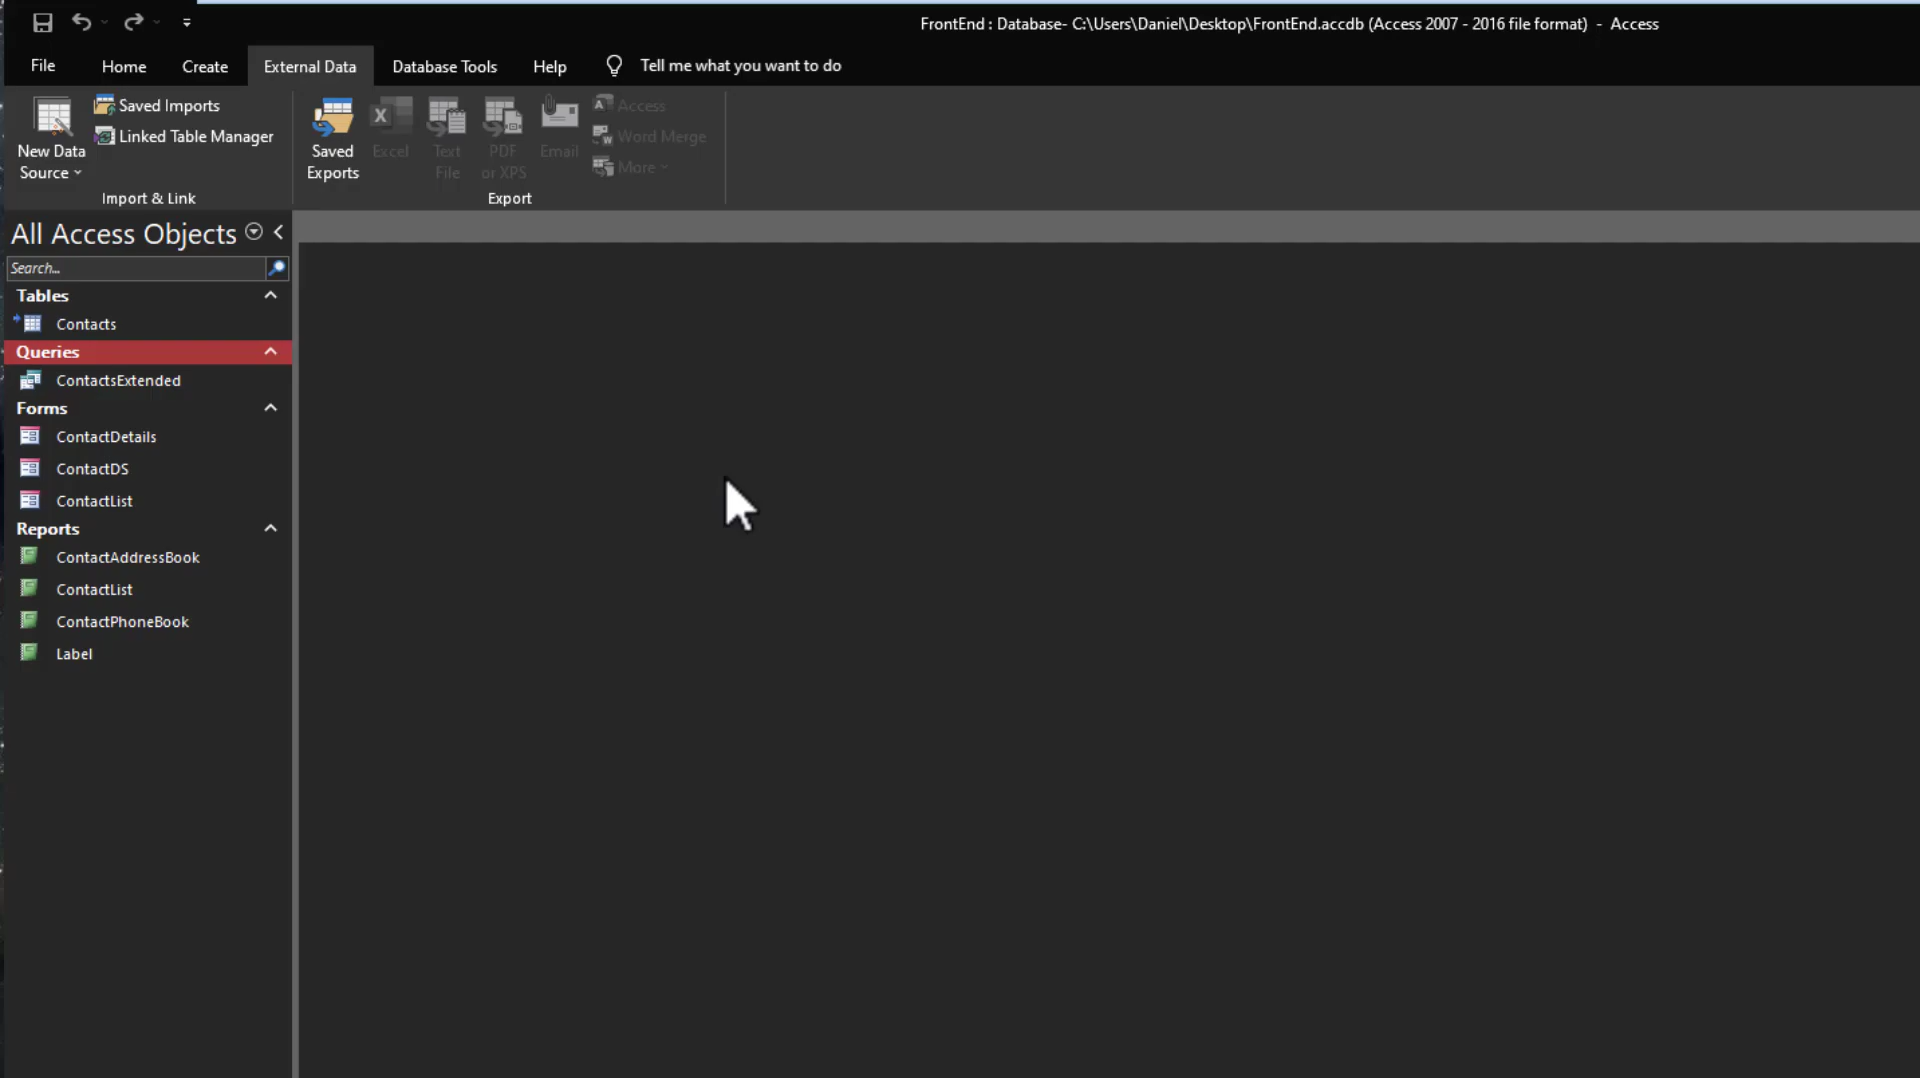 FrontEnd : Database- C:\Users\Daniel\Desktop\FrontEnd.accdb (Access 2007 - 2016 file format) - Access
File Home Create External Data Database Tools Help Tell me what you want to do
New Data Source
Saved Imports
Linked Table Manager
Import & Link
Saved Exports
Excel
Text File
PDF or XPS
Email
Access
Word Merge
More
Export
All Access Objects
Search...
Tables
Contacts
Queries
ContactsExtended
Forms
ContactDetails
ContactDS
ContactList
Reports
ContactAddressBook
ContactList
ContactPhoneBook
Label